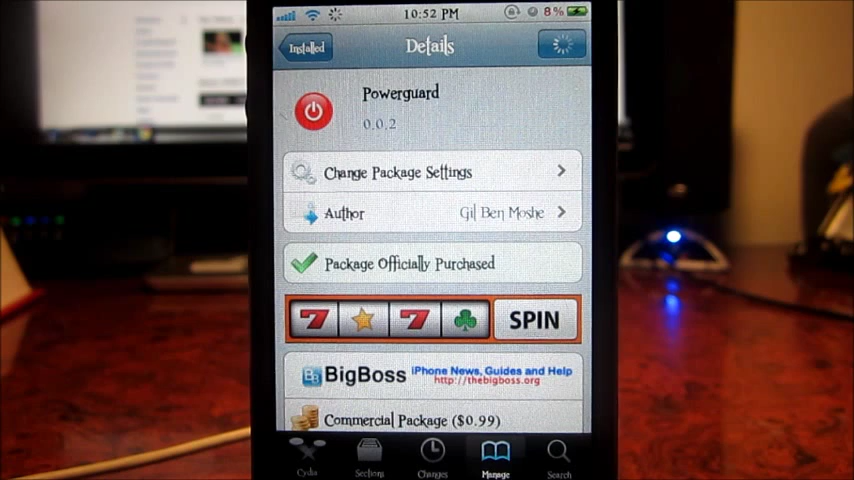 10:52 PM 8%
Installed Details
Powerguard
0.0.2
Change Package Settings
Author Gil Ben Moshe
Package Officially Purchased
7 7 SPIN
BB BigBoss iPhone News, Guides and Help
http://thebigboss.org
Commercial Package ($0.99)
Cydia Sections Changes Manage Search